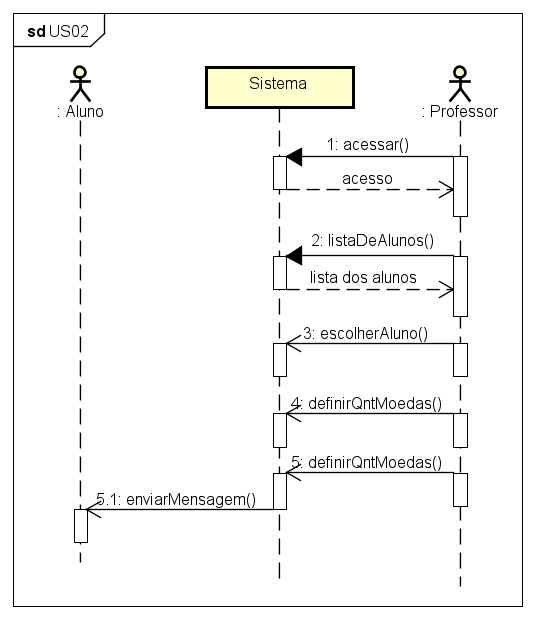 sd US02
Sistema
: Aluno
: Professor
1: acessar()
acesso
2: listaDeAlunos()
lista dos alunos
3: escolherAluno()
4: definirQntMoedas()
5: definirQntMoedas()
5.1: enviarMensagem()